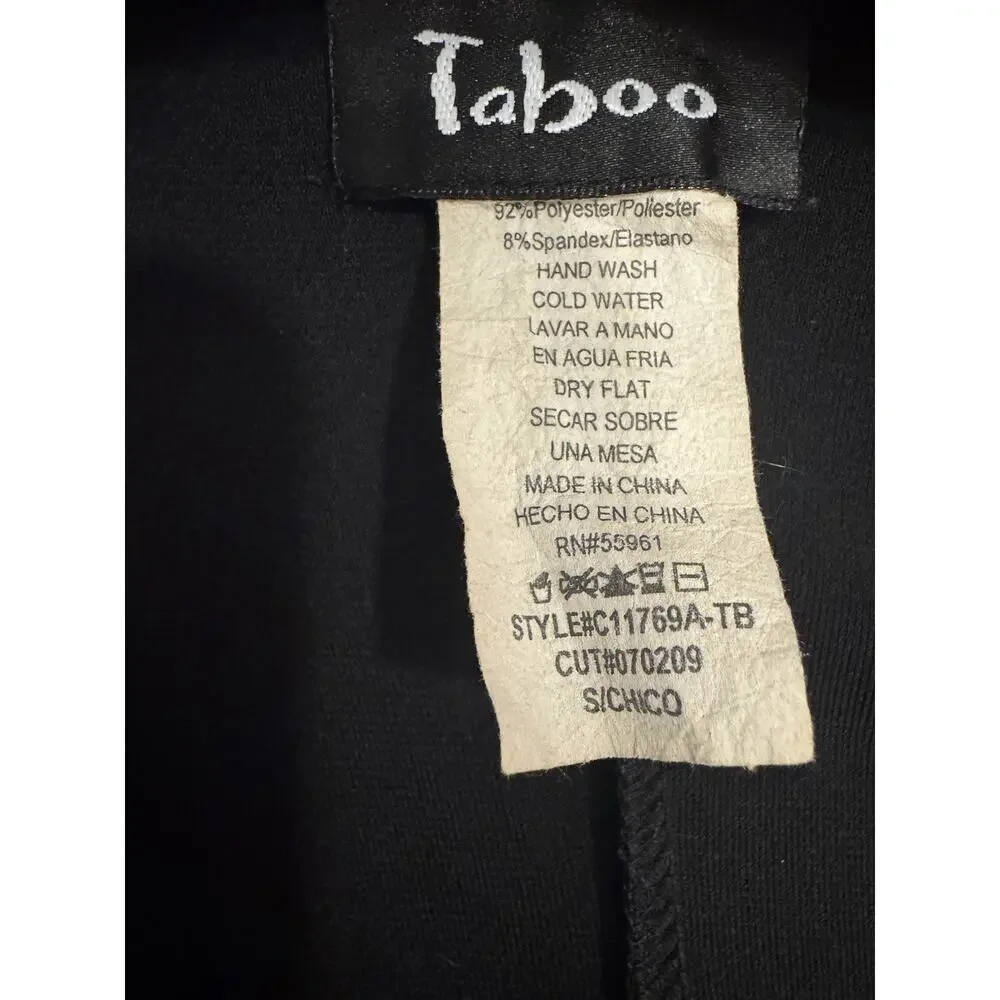 Taboo
92%Polyester/Poliester
8%Spandex/Elastano
HAND WASH
COLD WATER
LAVAR A MANO
EN AGUA FRIA
DRY FLAT
SECAR SOBRE
UNA MESA
MADE IN CHINA
HECHO EN CHINA
RN#55961
STYLE#C11769A-TB
CUT#070209
S/CHICO